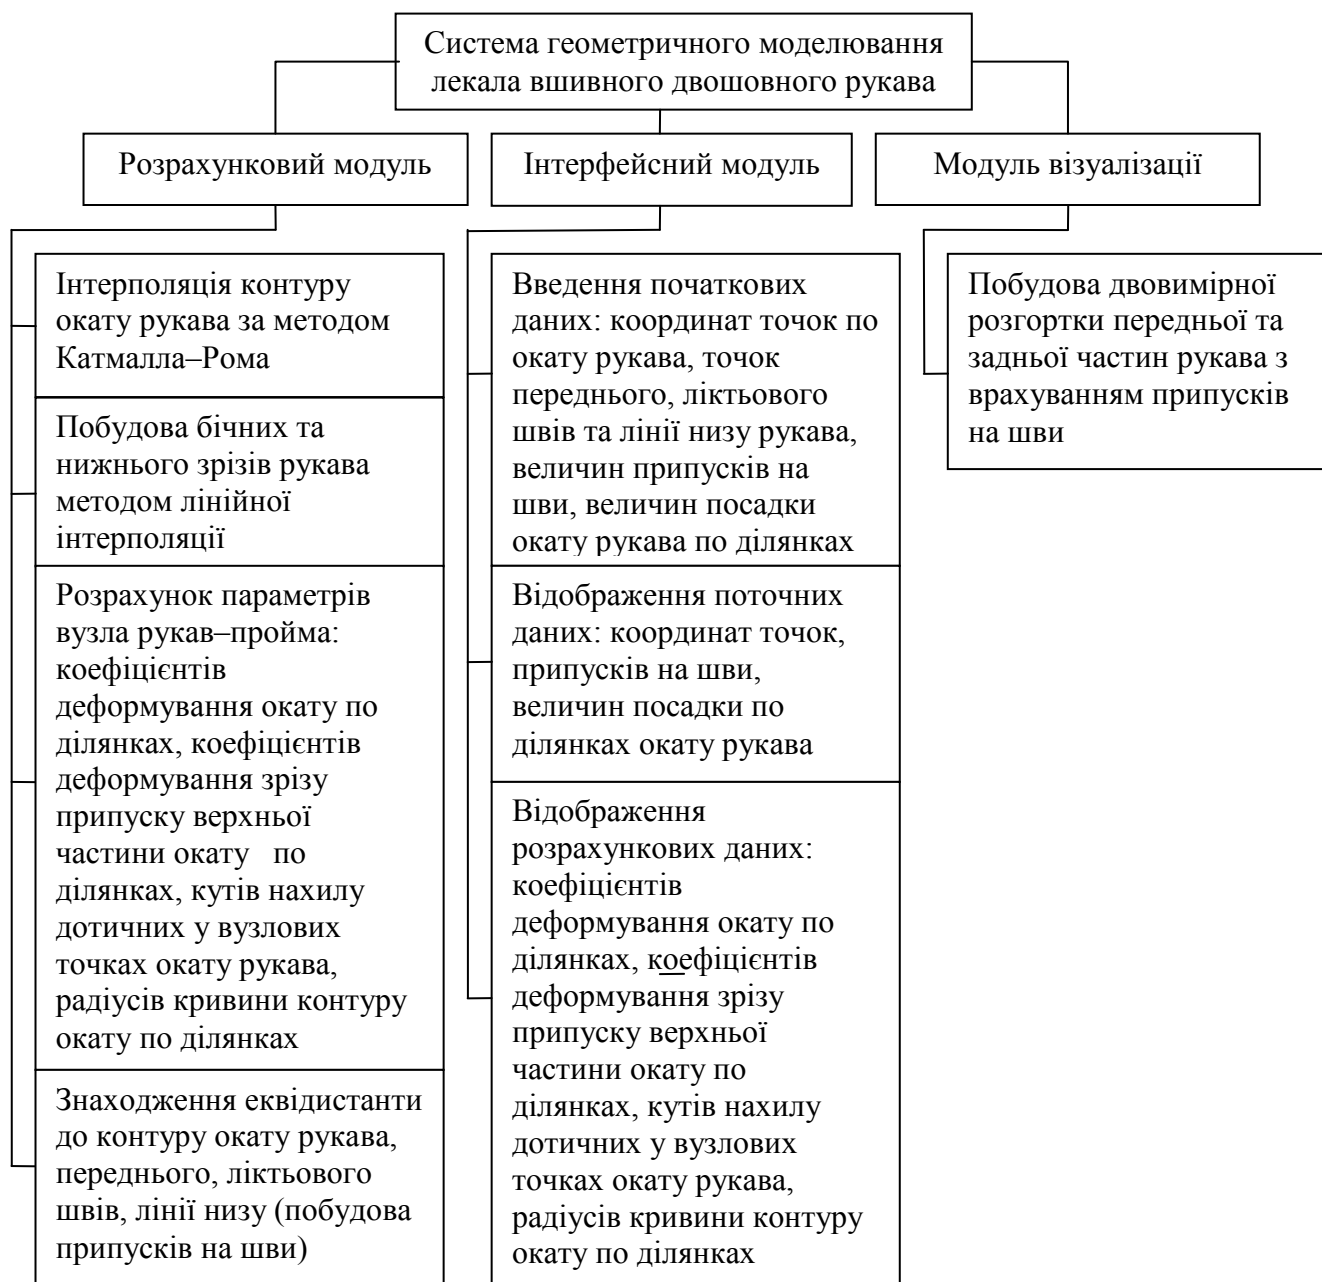 Система геометричного моделювання
лекала вшивного двошовного рукава
Розрахунковий модуль
Інтерфейсний модуль
Модуль візуалізації
Інтерполяція контуру
окату рукава за методом
Катмалла–Рома
Побудова бічних та
нижнього зрізів рукава
методом лінійної
інтерполяції
Розрахунок параметрів
вузла рукав–пройма:
коефіцієнтів
деформування окату по
ділянках, коефіцієнтів
деформування зрізу
припуску верхньої
частини окату по
ділянках, кутів нахилу
дотичних у вузлових
точках окату рукава,
радіусів кривини контуру
окату по ділянках
Знаходження еквідистанти
до контуру окату рукава,
переднього, ліктьового
швів, лінії низу (побудова
припусків на шви)
Введення початкових
даних: координат точок по
окату рукава, точок
переднього, ліктьового
швів та лінії низу рукава,
величин припусків на
шви, величин посадки
окату рукава по ділянках
Відображення поточних
даних: координат точок,
припусків на шви,
величин посадки по
ділянках окату рукава
Відображення
розрахункових даних:
коефіцієнтів
деформування окату по
ділянках, коефіцієнтів
деформування зрізу
припуску верхньої
частини окату по
ділянках, кутів нахилу
дотичних у вузлових
точках окату рукава,
радіусів кривини контуру
окату по ділянках
Побудова двовимірної
розгортки передньої та
задньої частин рукава з
врахуванням припусків
на шви